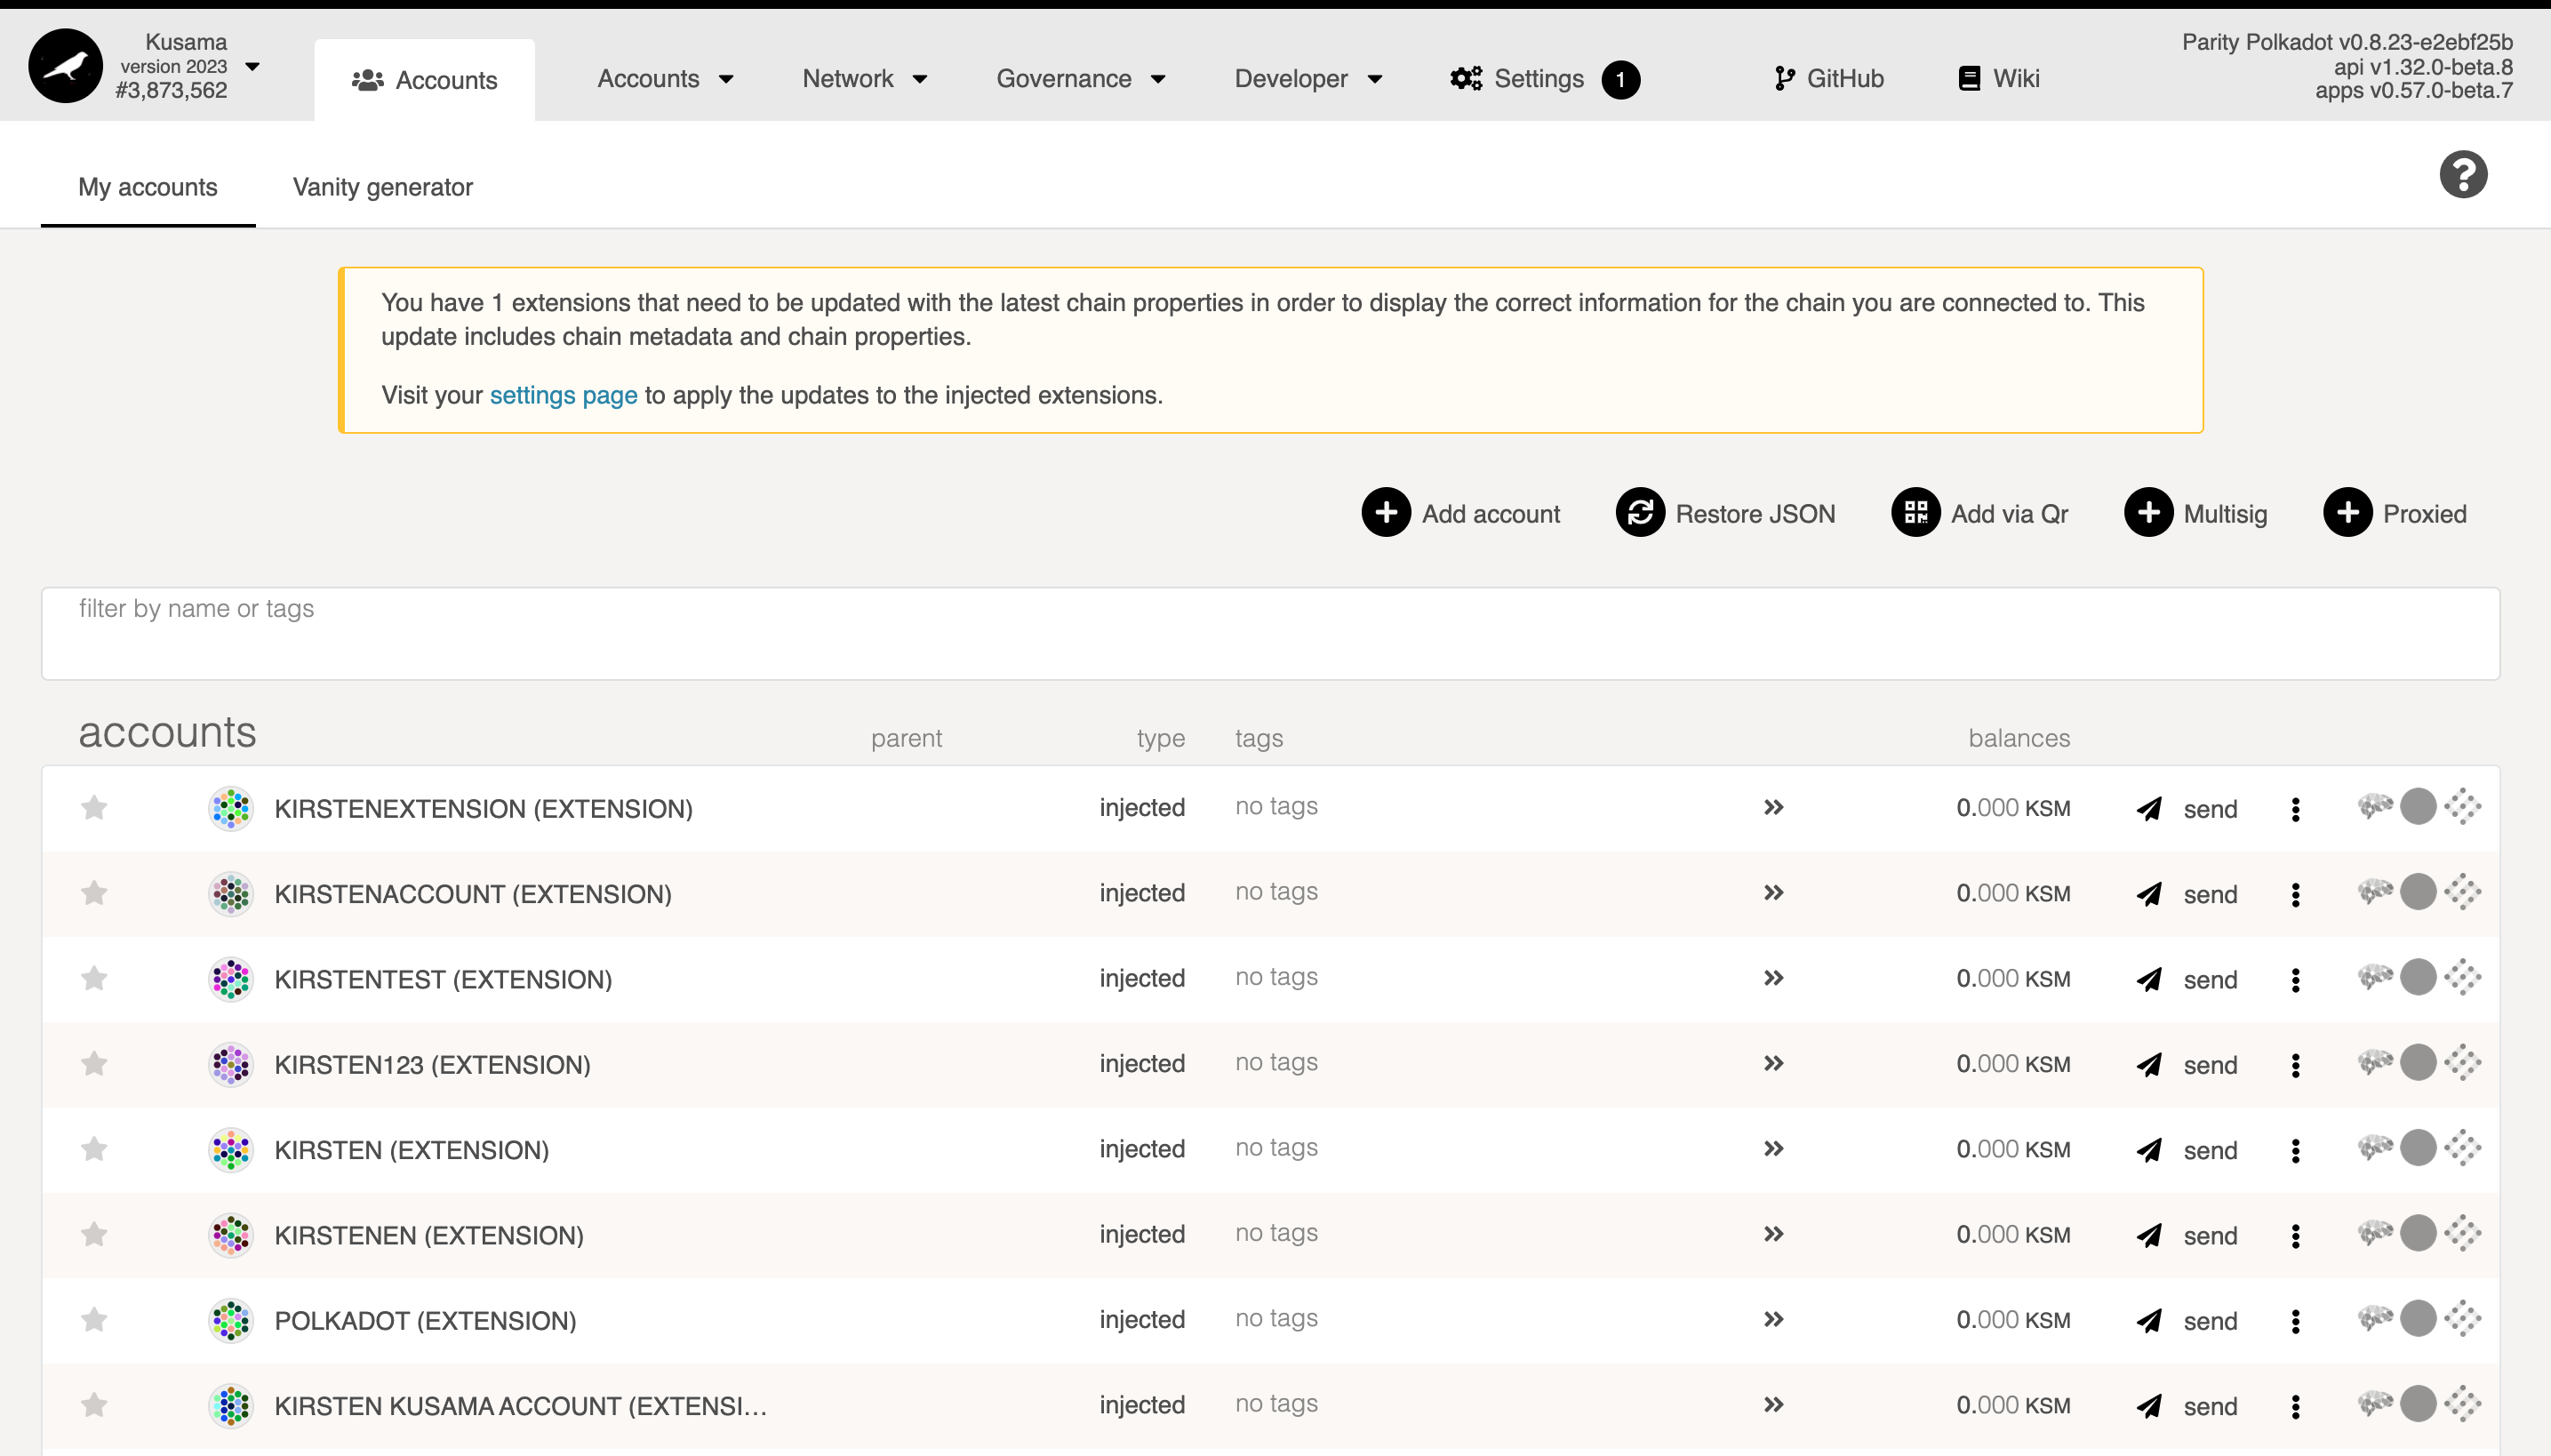 Kusama
version 2023
#3,873,562
Accounts
Accounts
Network
Governance
Developer
Settings 1
GitHub
Wiki
Parity Polkadot v0.8.23-e2ebf25b
api v1.32.0-beta.8
apps v0.57.0-beta.7
My accounts
Vanity generator
?
You have 1 extensions that need to be updated with the latest chain properties in order to display the correct information for the chain you are connected to. This
update includes chain metadata and chain properties.
Visit your settings page to apply the updates to the injected extensions.
Add account
Restore JSON
Add via Qr
Multisig
Proxied
filter by name or tags
accounts parent type tags balances
KIRSTENEXTENSION (EXTENSION) injected no tags 0.000 KSM send
KIRSTENACCOUNT (EXTENSION) injected no tags 0.000 KSM send
KIRSTENTEST (EXTENSION) injected no tags 0.000 KSM send
KIRSTEN123 (EXTENSION) injected no tags 0.000 KSM send
KIRSTEN (EXTENSION) injected no tags 0.000 KSM send
KIRSTENEN (EXTENSION) injected no tags 0.000 KSM send
POLKADOT (EXTENSION) injected no tags 0.000 KSM send
KIRSTEN KUSAMA ACCOUNT (EXTENSI... injected no tags 0.000 KSM send